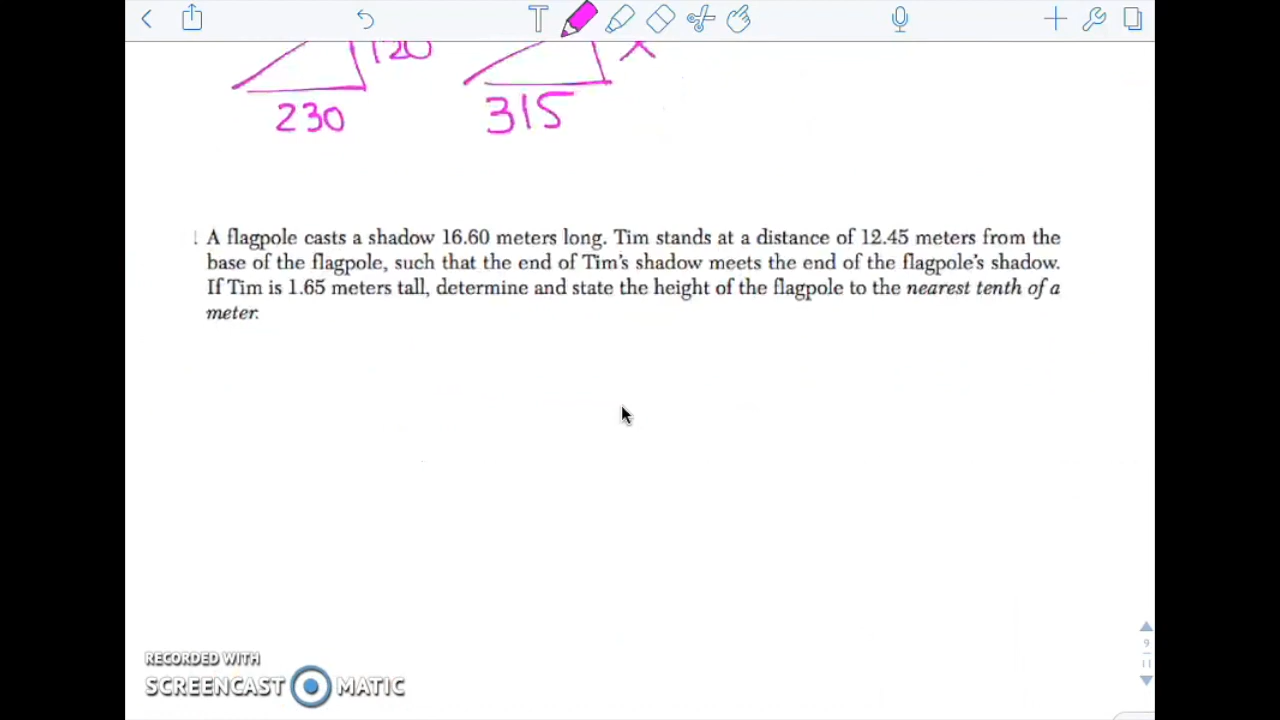 T
120
x
230
315
A flagpole casts a shadow 16.60 meters long. Tim stands at a distance of 12.45 meters from the
base of the flagpole, such that the end of Tim's shadow meets the end of the flagpole's shadow.
If Tim is 1.65 meters tall, determine and state the height of the flagpole to the nearest tenth of a
meter.
9
11
RECORDED WITH
SCREENCAST MATIC